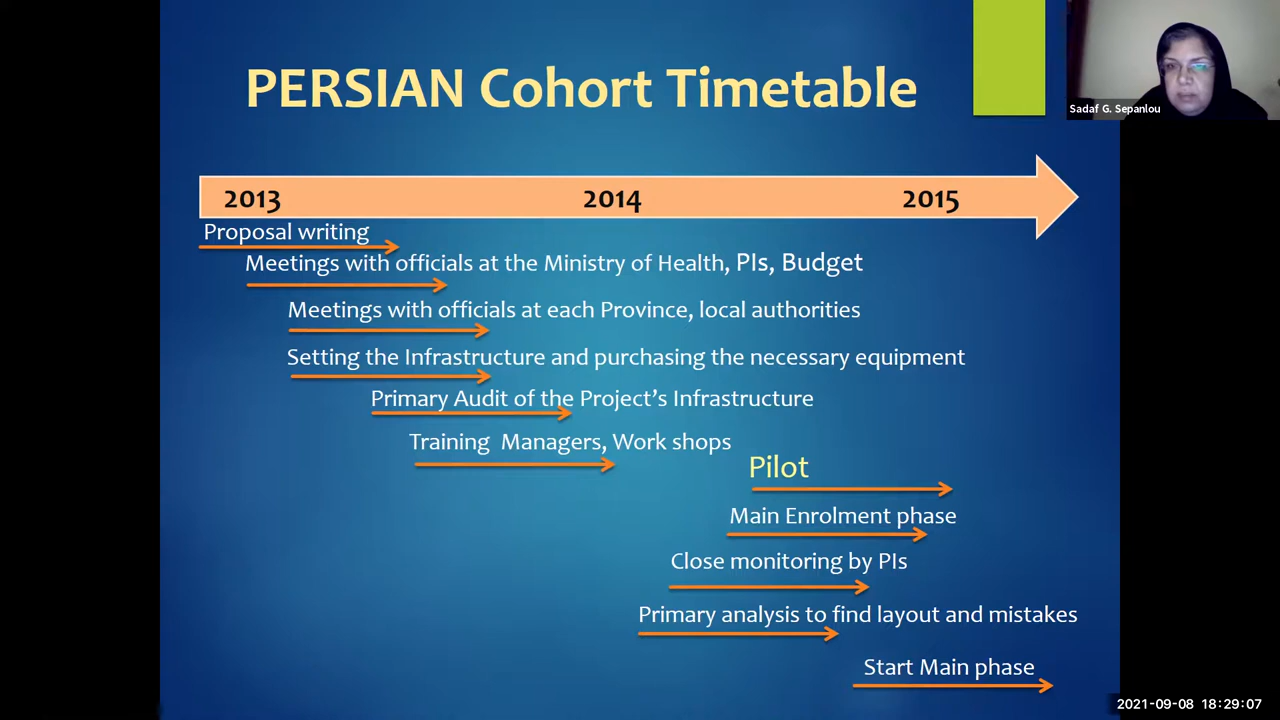 PERSIAN Cohort Timetable
Sadaf G. Sepanlou
2013 2014 2015
Proposal writing
Meetings with officials at the Ministry of Health, PIs, Budget
Meetings with officials at each Province, local authorities
Setting the Infrastructure and purchasing the necessary equipment
Primary Audit of the Project's Infrastructure
Training Managers, Work shops
Pilot
Main Enrolment phase
Close monitoring by PIs
Primary analysis to find layout and mistakes
Start Main phase
2021-09-08 18:29:07